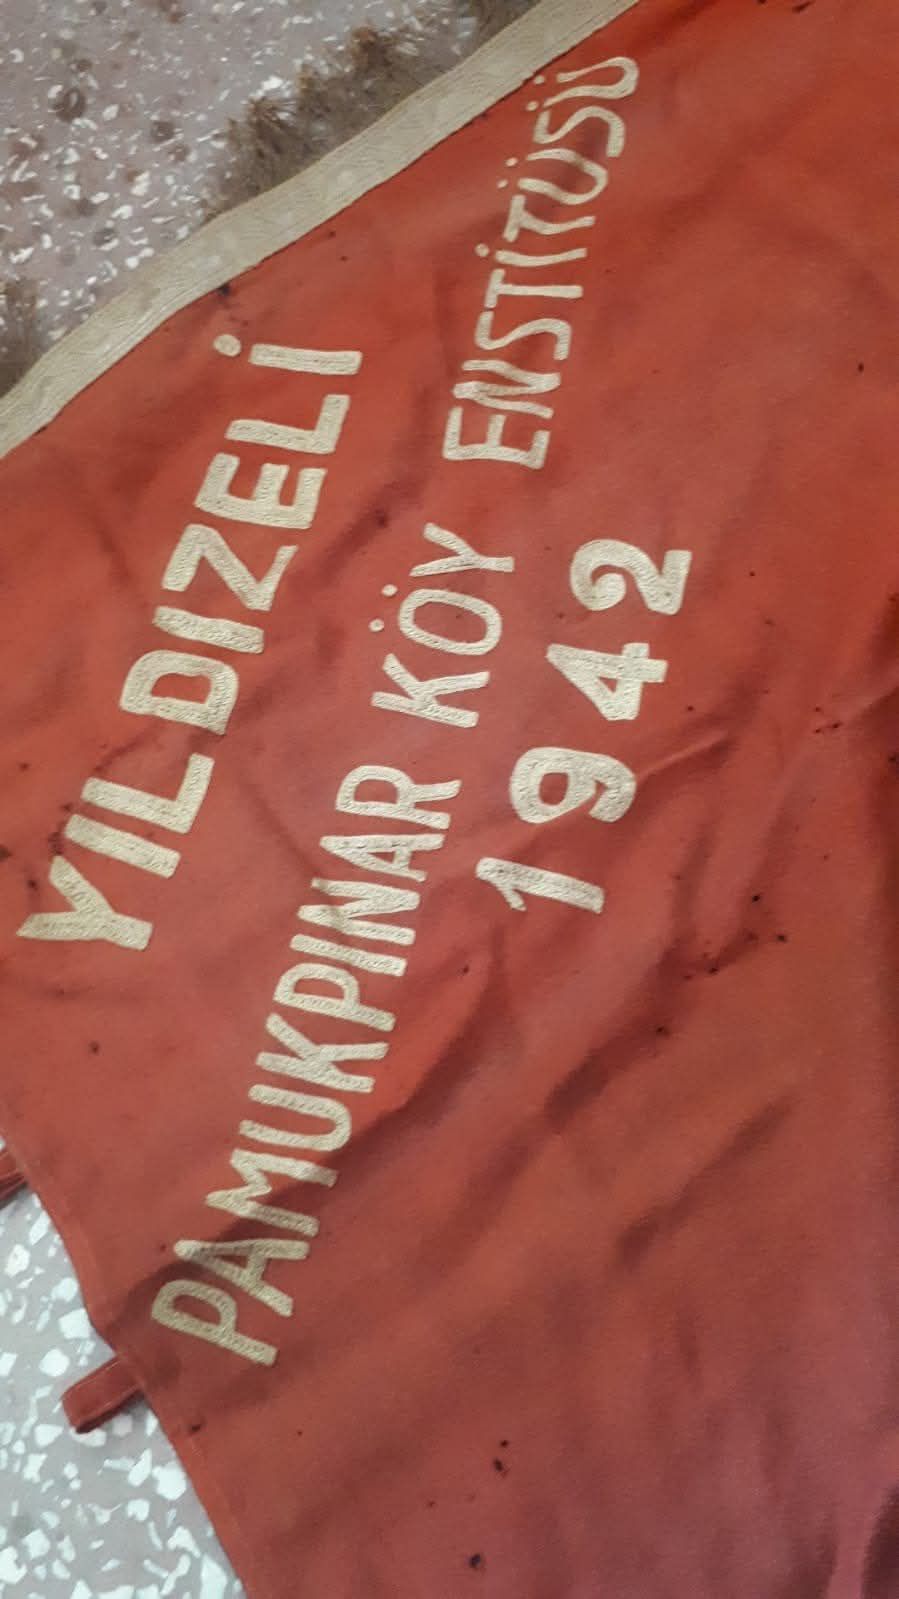 YILDIZELİ
PAMUKPINAR KÖY ENSTİTÜSÜ
1942